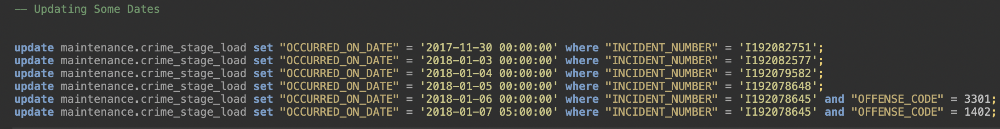 -- Updating Some Dates
update maintenance.crime_stage_load set "OCCURRED_ON_DATE" = '2017-11-30 00:00:00' where "INCIDENT_NUMBER" = 'I192082751';
update maintenance.crime_stage_load set "OCCURRED_ON_DATE" = '2018-01-03 00:00:00' where "INCIDENT_NUMBER" = 'I192082577';
update maintenance.crime_stage_load set "OCCURRED_ON_DATE" = '2018-01-04 00:00:00' where "INCIDENT_NUMBER" = 'I192079582';
update maintenance.crime_stage_load set "OCCURRED_ON_DATE" = '2018-01-05 00:00:00' where "INCIDENT_NUMBER" = 'I192078648';
update maintenance.crime_stage_load set "OCCURRED_ON_DATE" = '2018-01-06 00:00:00' where "INCIDENT_NUMBER" = 'I192078645' and "OFFENSE_CODE" = 3301;
update maintenance.crime_stage_load set "OCCURRED_ON_DATE" = '2018-01-07 05:00:00' where "INCIDENT_NUMBER" = 'I192078645' and "OFFENSE_CODE" = 1402;